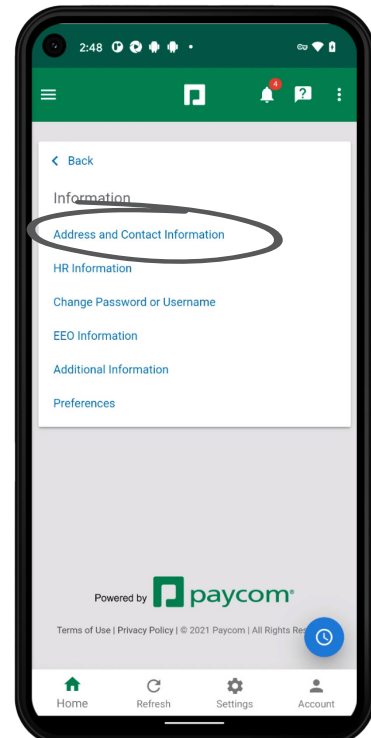 2:48
4
?
Back
Information
Address and Contact Information
HR Information
Change Password or Username
EEO Information
Additional Information
Preferences
Powered by paycom®
Terms of Use | Privacy Policy | © 2021 Paycom | All Rights Res
Home Refresh Settings Account